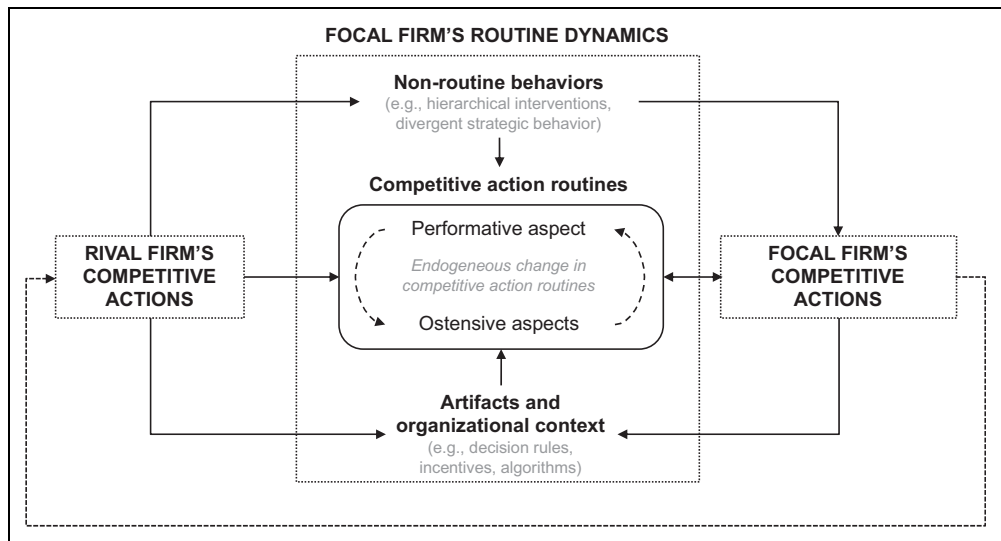 FOCAL FIRM'S ROUTINE DYNAMICS
Non-routine behaviors
(e.g., hierarchical interventions,
divergent strategic behavior)
Competitive action routines
Performative aspect
Endogeneous change in
competitive action routines
Ostensive aspects
RIVAL FIRM'S
COMPETITIVE
ACTIONS
FOCAL FIRM'S
COMPETITIVE
ACTIONS
Artifacts and
organizational context
(e.g., decision rules,
incentives, algorithms)